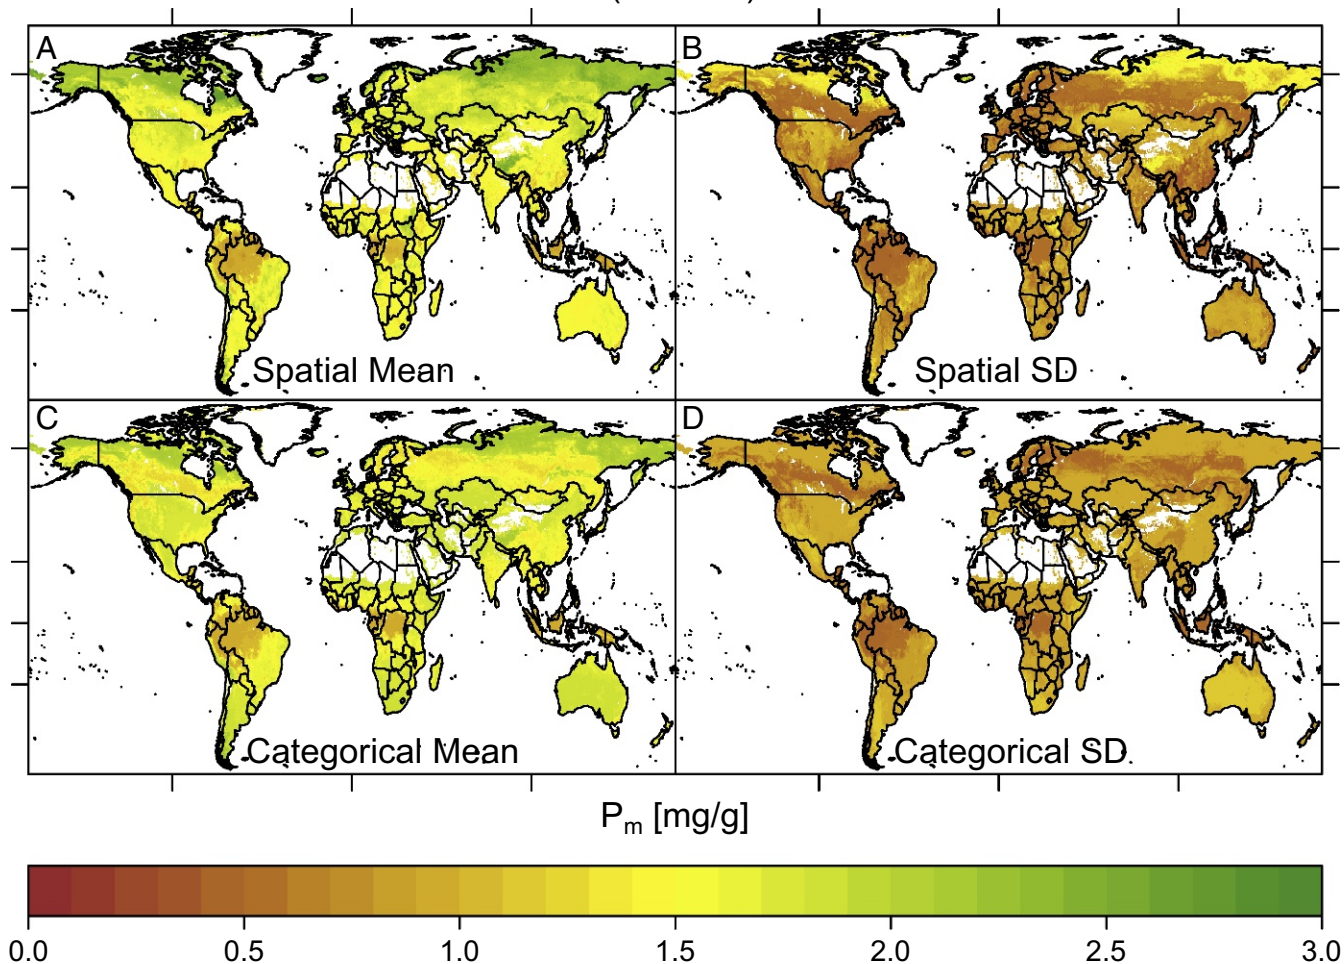 A
B
Spatial Mean
Spatial SD
C
D
Categorical Mean
Categorical SD
Pm [mg/g]
0.0 0.5 1.0 1.5 2.0 2.5 3.0